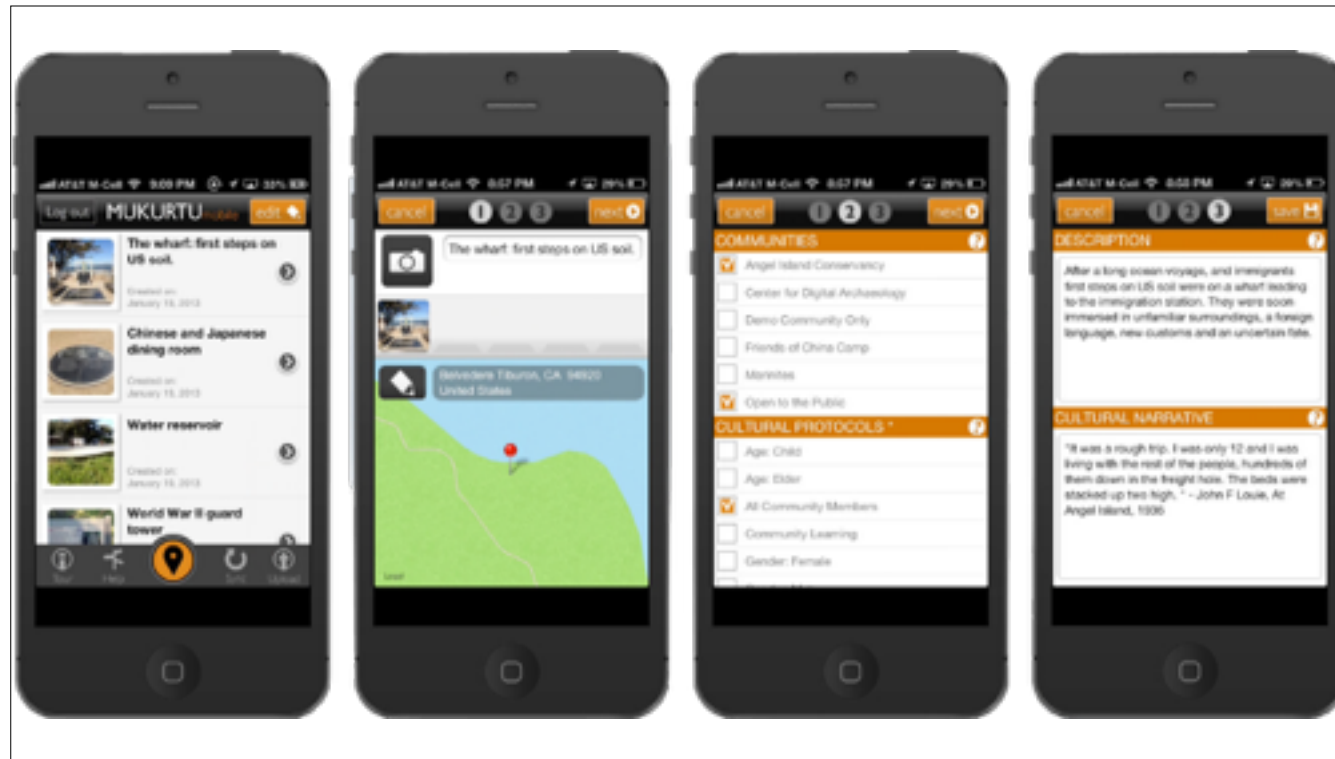 AT&T M-Cell 9:09 PM 33%
Log out MUKURTU mobile edit
The wharf: first steps on
US soil.
Created on:
January 19, 2013
Chinese and Japanese
dining room
Created on:
January 19, 2013
Water reservoir
Created on:
January 19, 2013
World War II guard
tower
Tour Help Sync Upload
AT&T M-Cell 8:57 PM 29%
cancel 1 2 3 next
The wharf: first steps on US soil.
Belvedere Tiburon, CA 94920
United States
Legal
AT&T M-Cell 8:57 PM 29%
cancel 1 2 3 next
COMMUNITIES ?
Angel Island Conservancy
Center for Digital Archaeology
Demo Community Only
Friends of China Camp
Marinites
Open to the Public
CULTURAL PROTOCOLS * ?
Age: Child
Age: Elder
All Community Members
Community Learning
Gender: Female
AT&T M-Cell 8:58 PM 29%
cancel 1 2 3 save
DESCRIPTION ?
After a long ocean voyage, and immigrants
first steps on US soil were on a wharf leading
to the immigration station. They were soon
immersed in unfamiliar surroundings, a foreign
language, new customs and an uncertain fate.
CULTURAL NARRATIVE ?
"It was a rough trip. I was only 12 and I was
living with the rest of the people, hundreds of
them down in the freight hole. The beds were
stacked up two high. " - John F Louie, At
Angel Island, 1936